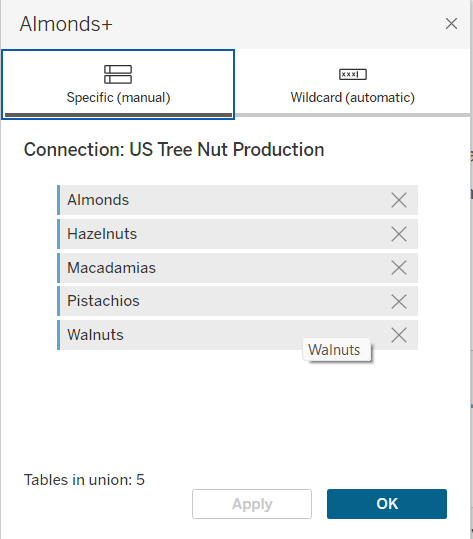 Almonds+
Specific (manual)
Wildcard (automatic)
Connection: US Tree Nut Production
Almonds
Hazelnuts
Macadamias
Pistachios
Walnuts
Walnuts
Tables in union: 5
Apply
OK